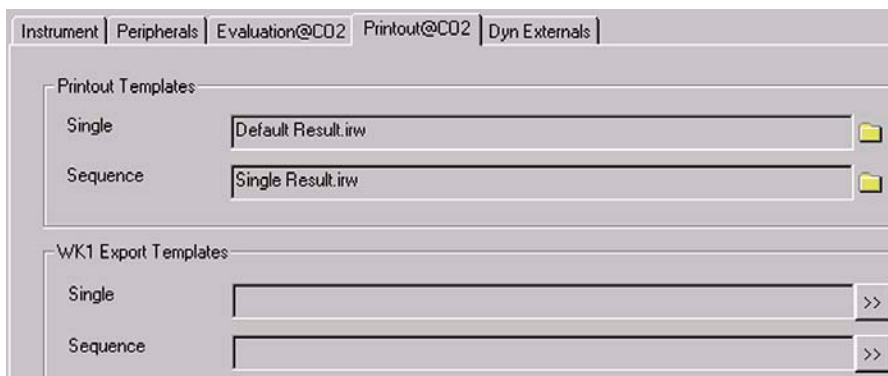 Instrument Peripherals Evaluation@CO2 Printout@CO2 Dyn Externals
Printout Templates
Single Default Result.irw
Sequence Single Result.irw
WK1 Export Templates
Single >>
Sequence >>